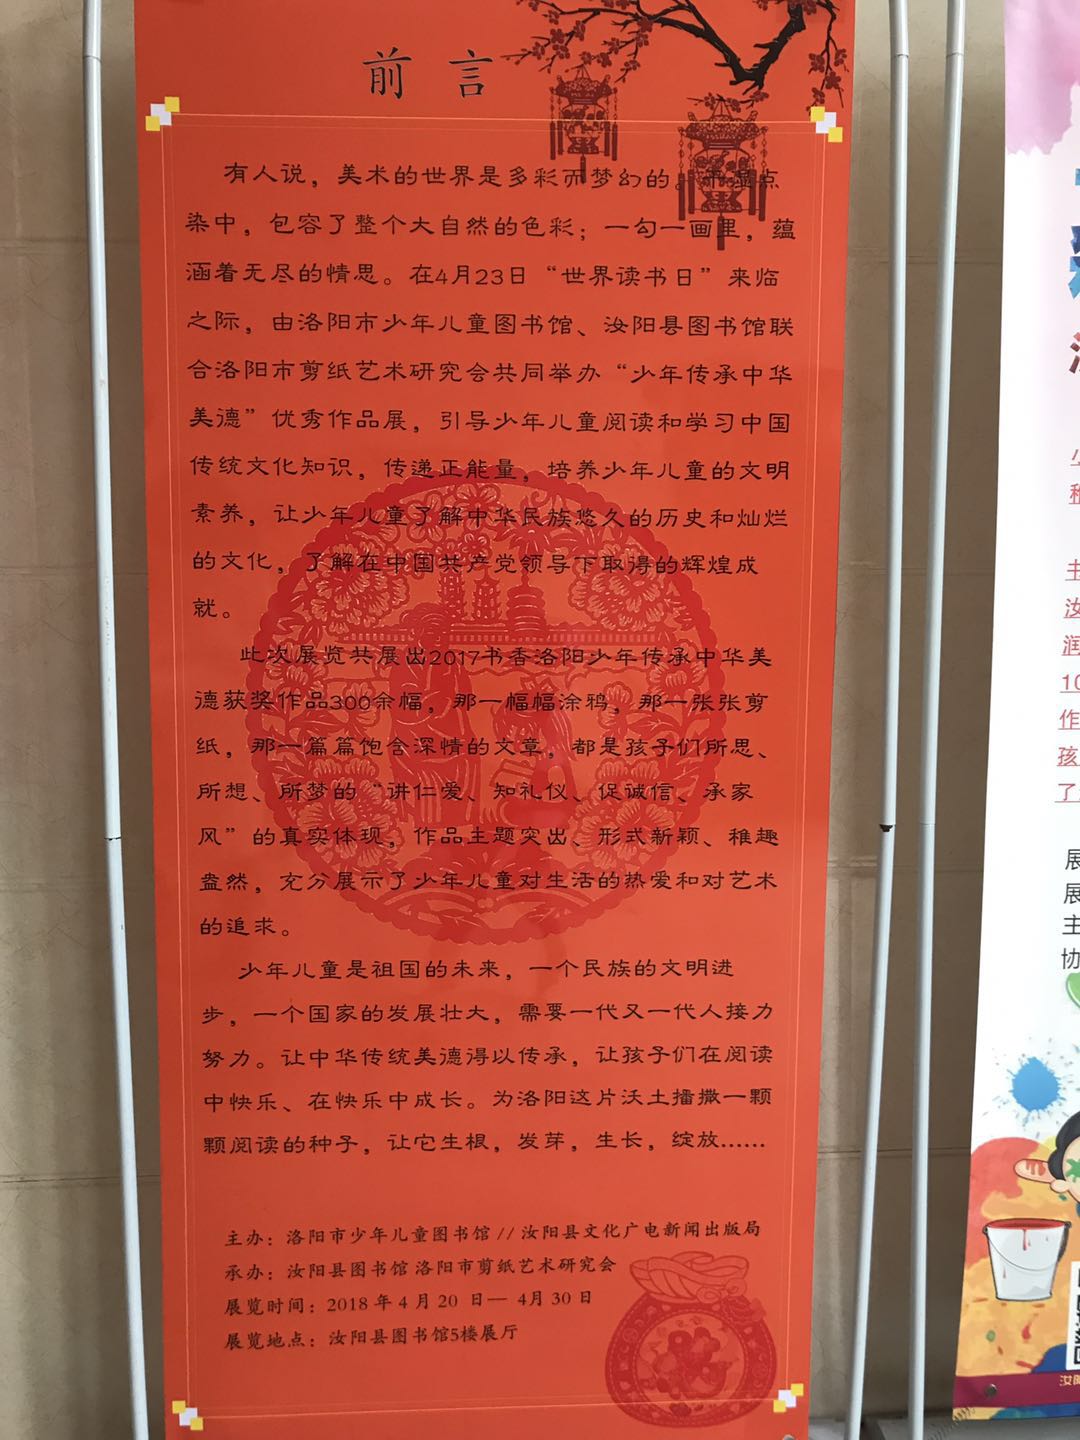 前言
有人说，美术的世界是多彩而梦幻的。
点
染中，包容了整个大自然的色彩；一勾一画里，蕴
涵着无尽的情思。在4月23日“世界读书日”来临
之际，由洛阳市少年儿童图书馆、汝阳县图书馆联
合洛阳市剪纸艺术研究会共同举办“少年传承中华
美德”优秀作品展，引导少年儿童阅读和学习中国
传统文化知识，传递正能量，培养少年儿童的文明
素养，让少年儿童了解中华民族悠久的历史和灿烂
的文化，了解在中国共产党领导下取得的辉煌成
就。
此次展览共展出2017书香洛阳少年传承中华美
德获奖作品300余幅，那一幅幅涂鸦，那一张张剪
纸，那一篇篇饱含深情的文章，都是孩子们所思、
所想、所梦的“讲仁爱、知礼仪、促诚信、承家
风”的真实体现，作品主题突出、形式新颖、稚趣
盎然，充分展示了少年儿童对生活的热爱和对艺术
的追求。
少年儿童是祖国的未来，一个民族的文明进
步，一个国家的发展壮大，需要一代又一代人接力
努力。让中华传统美德得以传承，让孩子们在阅读
中快乐、在快乐中成长。为洛阳这片沃土播撒一颗
颗阅读的种子，让它生根，发芽，生长，绽放......
主办：洛阳市少年儿童图书馆 // 汝阳县文化广电新闻出版局
承办：汝阳县图书馆 洛阳市剪纸艺术研究会
展览时间：2018 年 4 月 20 日— 4月 30 日
展览地点：汝阳县图书馆5楼展厅
汝
润
10
作
孩
了
展
展
主
协